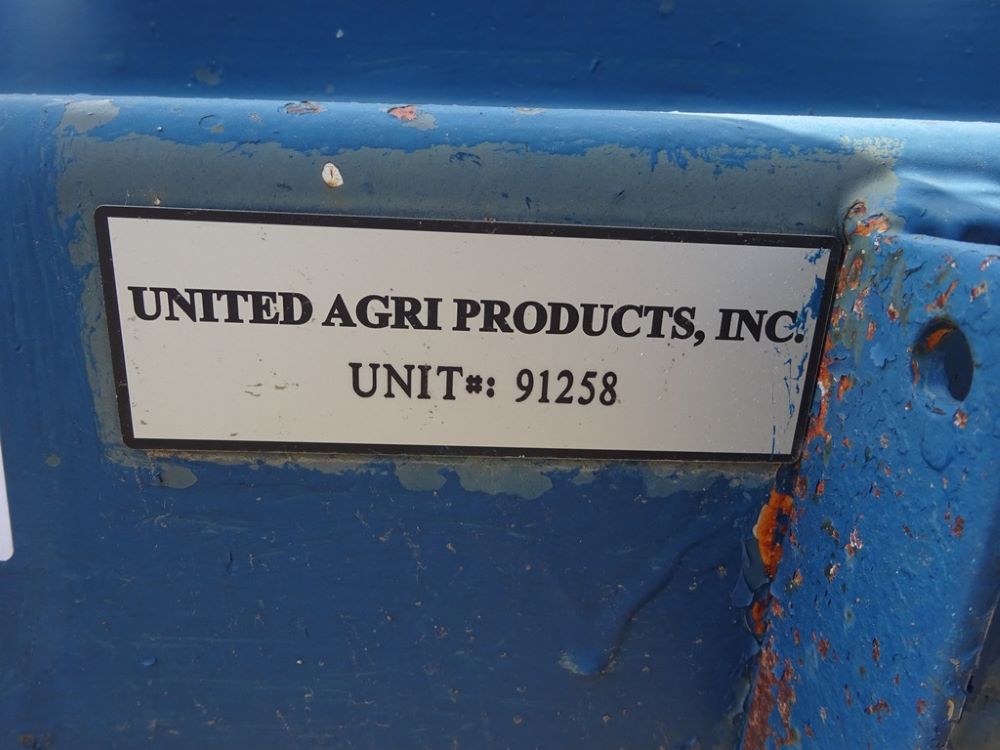 UNITED AGRI PRODUCTS, INC.
UNIT#: 91258